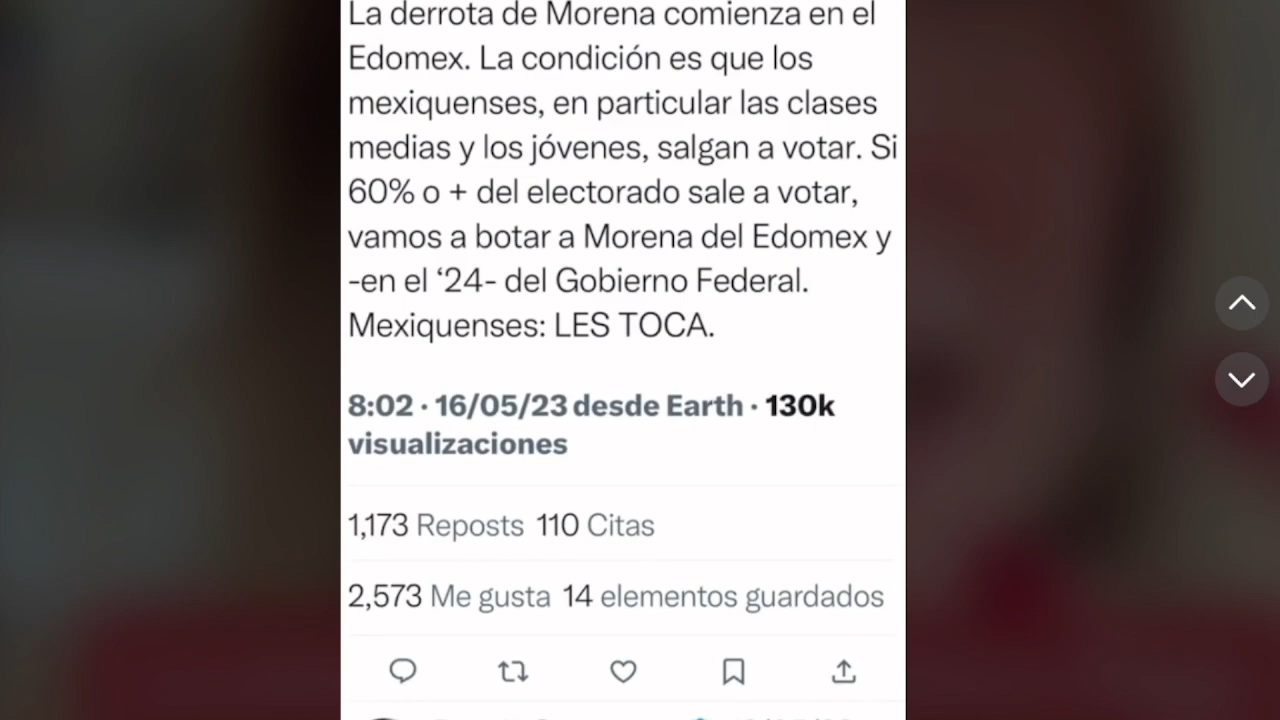 La derrota de Morena comienza en el
Edomex. La condición es que los
mexiquenses, en particular las clases
medias y los jóvenes, salgan a votar. Si
60% o + del electorado sale a votar,
vamos a botar a Morena del Edomex y
-en el ‘24- del Gobierno Federal.
Mexiquenses: LES TOCA.
8:02 · 16/05/23 desde Earth · 130k
visualizaciones
1,173 Reposts 110 Citas
2,573 Me gusta 14 elementos guardados